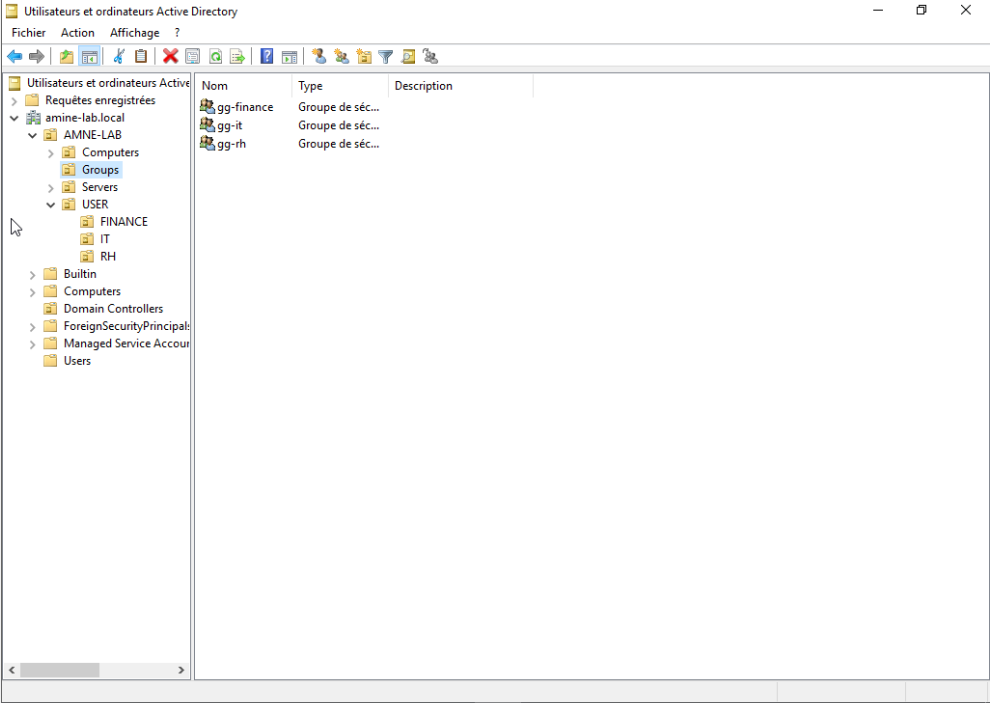 Utilisateurs et ordinateurs Active Directory
Fichier Action Affichage ?
Utilisateurs et ordinateurs Active
Requêtes enregistrées
amine-lab.local
AMNE-LAB
Computers
Groups
Servers
USER
FINANCE
IT
RH
Builtin
Computers
Domain Controllers
ForeignSecurityPrincipals
Managed Service Accour
Users
Nom Type Description
gg-finance Groupe de séc...
gg-it Groupe de séc...
gg-rh Groupe de séc...